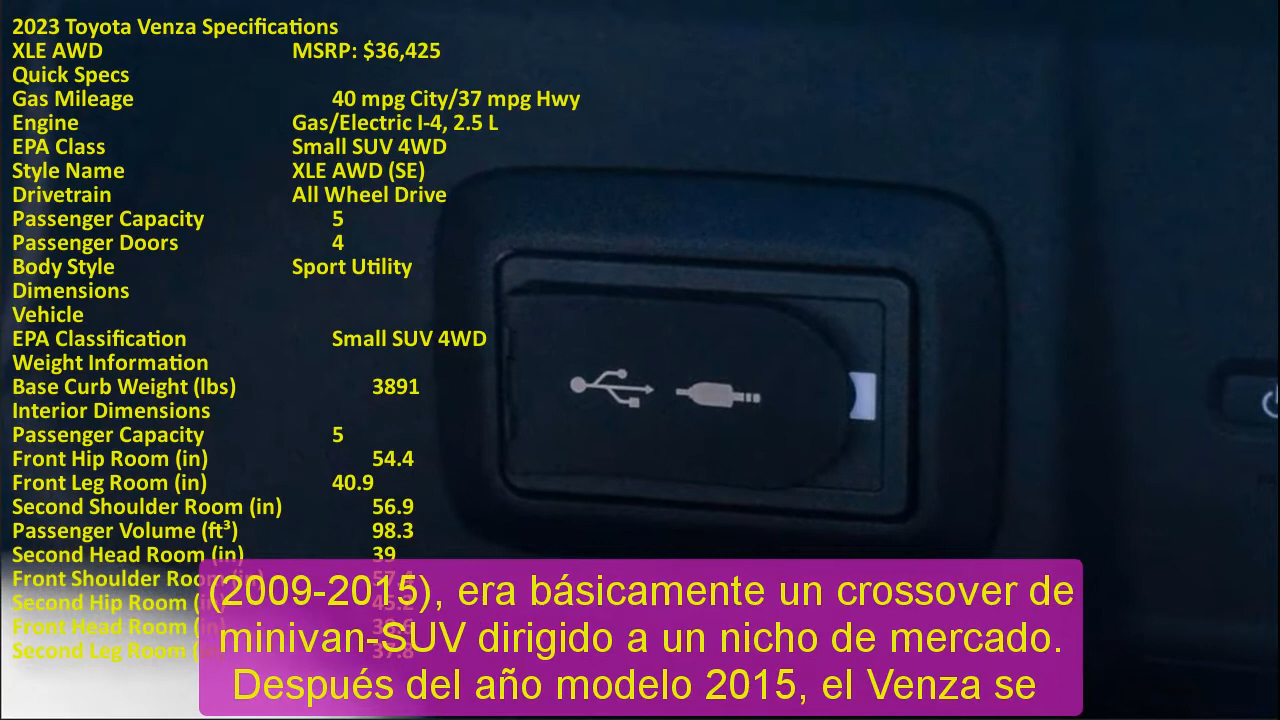 2023 Toyota Venza Specifications
XLE AWD MSRP: $36,425
Quick Specs
Gas Mileage 40 mpg City/37 mpg Hwy
Engine Gas/Electric I-4, 2.5 L
EPA Class Small SUV 4WD
Style Name XLE AWD (SE)
Drivetrain All Wheel Drive
Passenger Capacity 5
Passenger Doors 4
Body Style Sport Utility
Dimensions
Vehicle
EPA Classification Small SUV 4WD
Weight Information
Base Curb Weight (lbs) 3891
Interior Dimensions
Passenger Capacity 5
Front Hip Room (in) 54.4
Front Leg Room (in) 40.9
Second Shoulder Room (in) 56.9
Passenger Volume (ft³) 98.3
Second Head Room (in) 39
Front Shoulder Room (in)
Second Hip Room (in)
Front Head Room (in)
Second Leg Room 37.8
(2009-2015), era básicamente un crossover de
minivan-SUV dirigido a un nicho de mercado.
Después del año modelo 2015, el Venza se